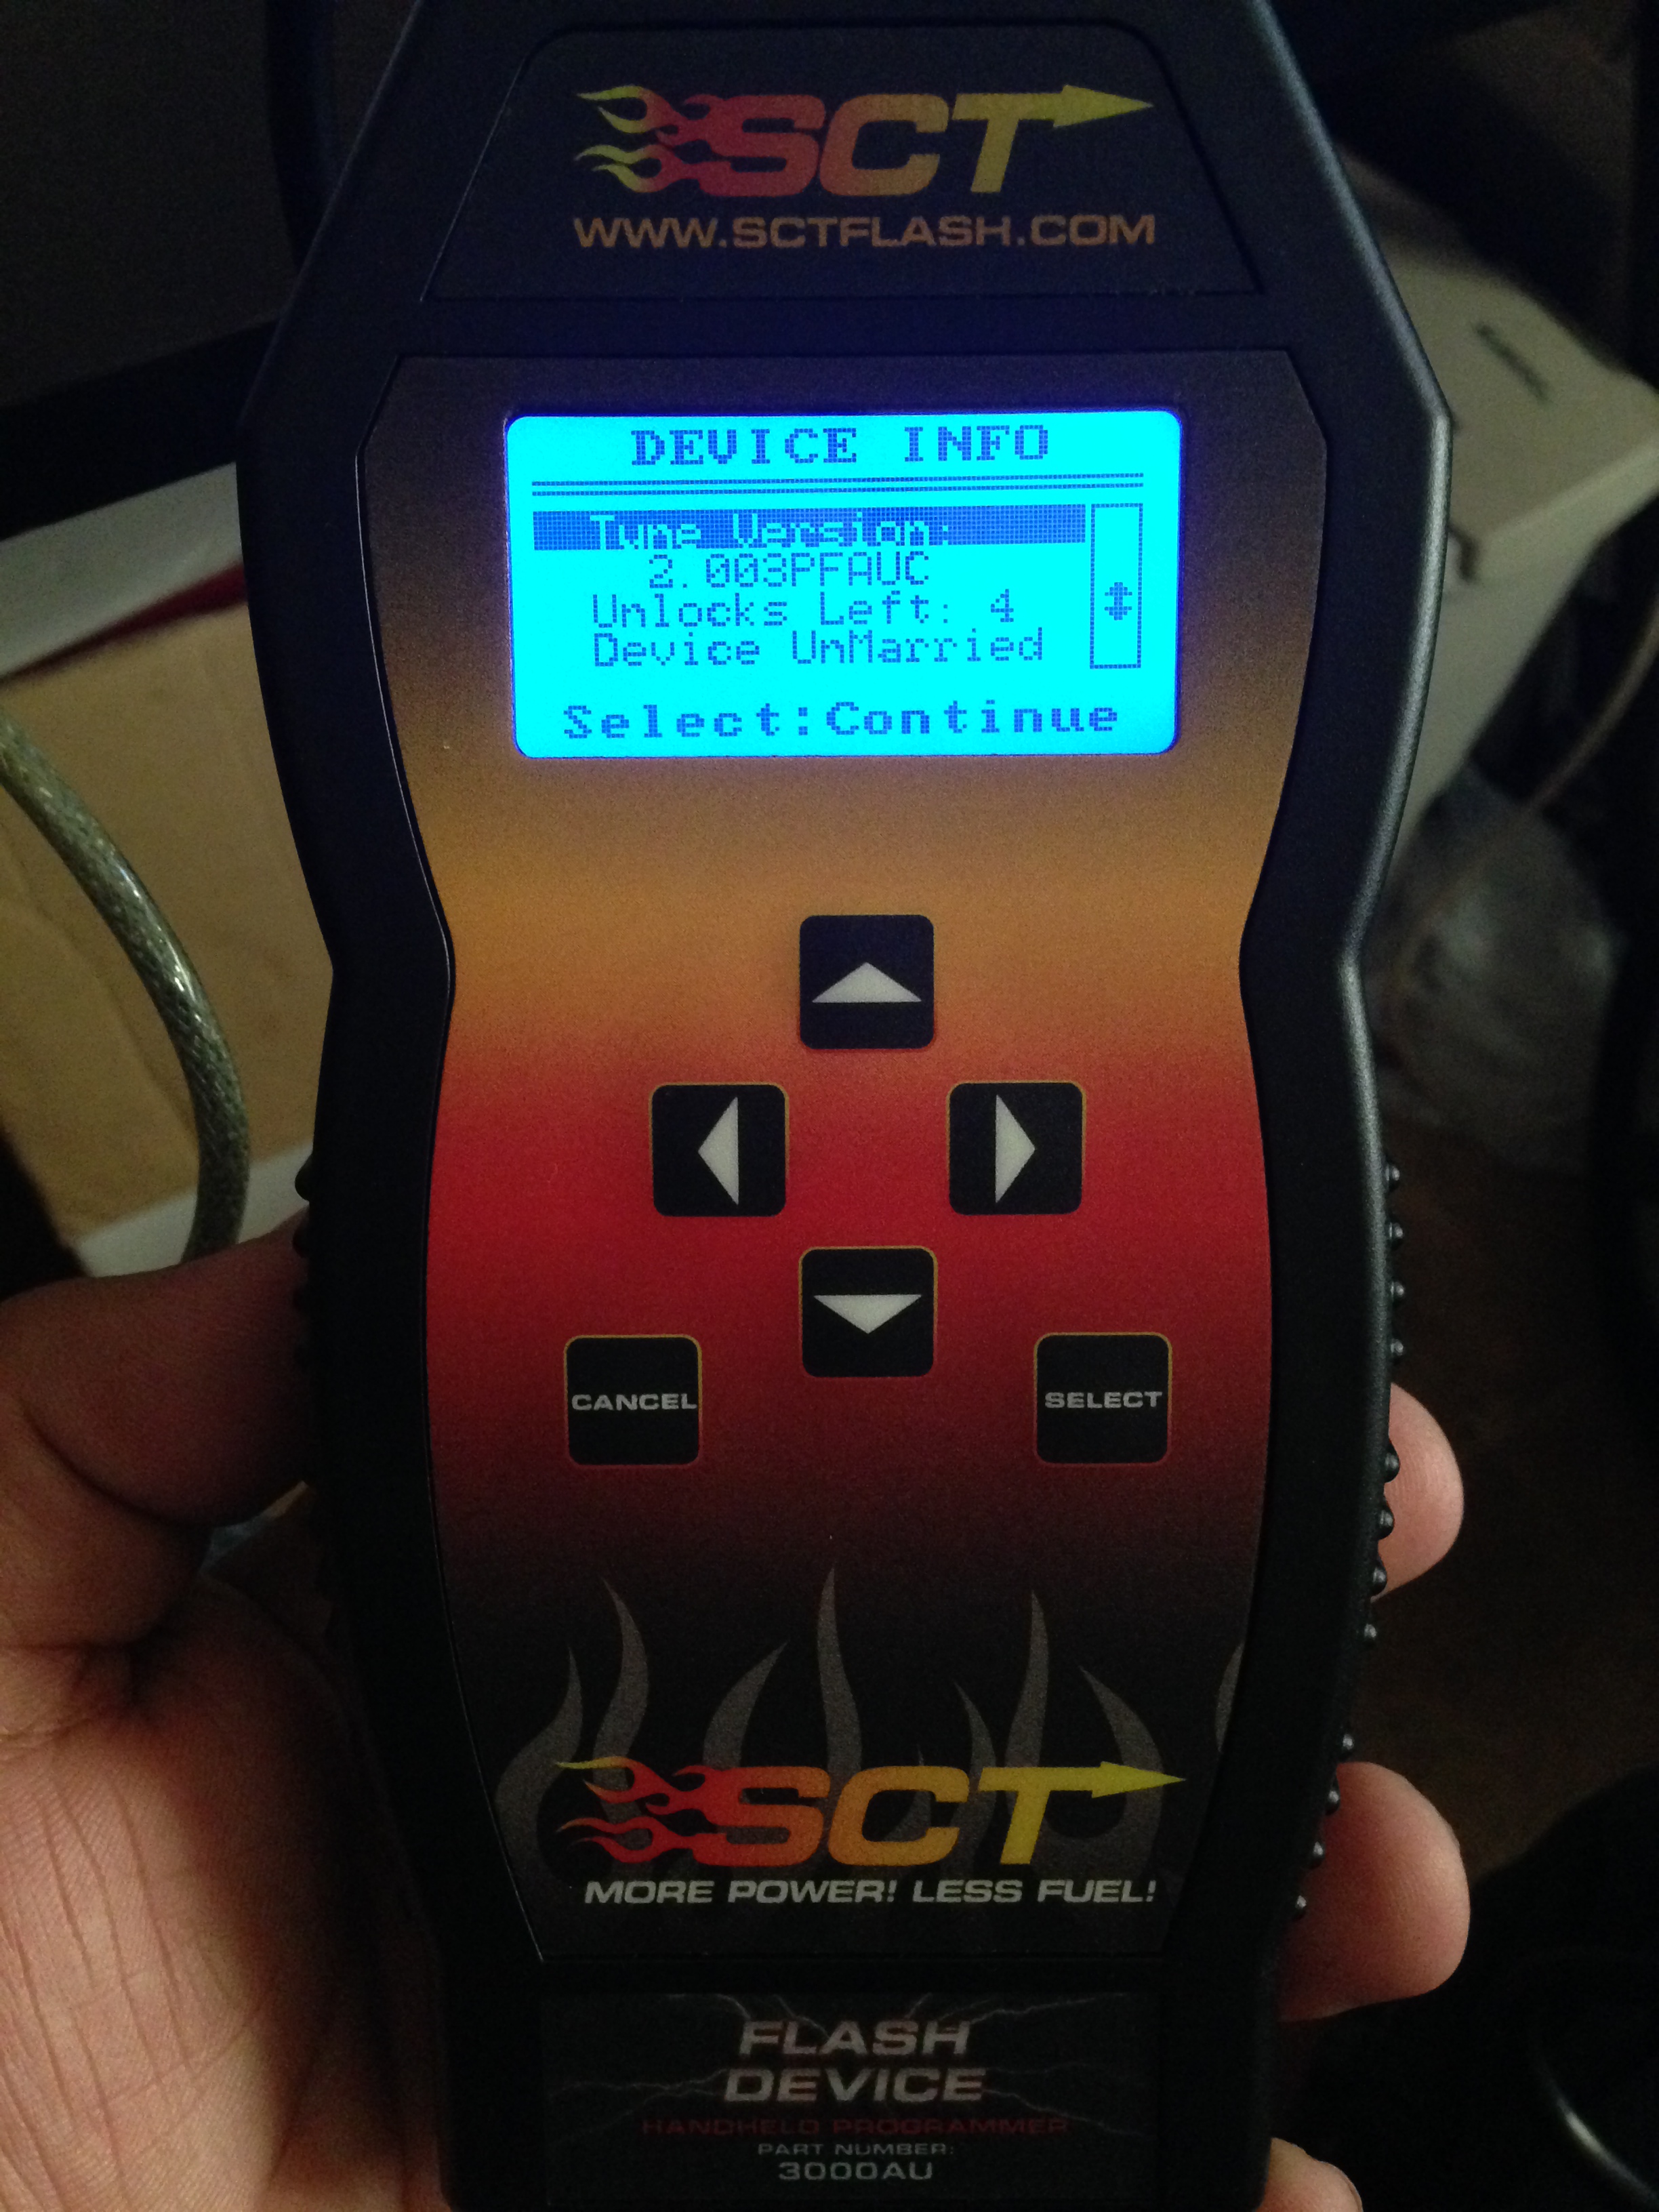 SCT
WWW.SCTFLASH.COM
DEVICE INFO
Tune Version:
2.003PFAUC
Unlocks Left: 4
Device UnMarried
Select:Continue
CANCEL
SELECT
SCT
MORE POWER! LESS FUEL!
FLASH
DEVICE
HANDHELD PROGRAMMER
PART NUMBER:
3000AU